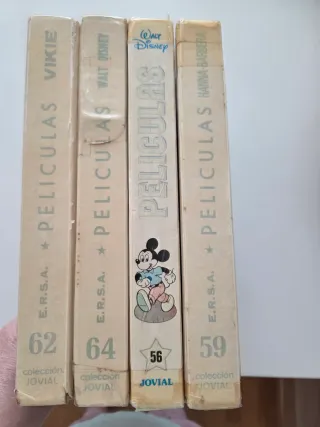 VIKIE
PELICULAS
★
E.R.S.A.
62
colección
JOVIAL
WALT DISNEY
PELICULAS
★
E.R.S.A.
64
colección
JOVIAL
WALT
Disney
PELICULAS
56
JOVIAL
HANNA-BARBERA
PELICULAS
★
E.R.S.A.
59
colección
JOVIAL